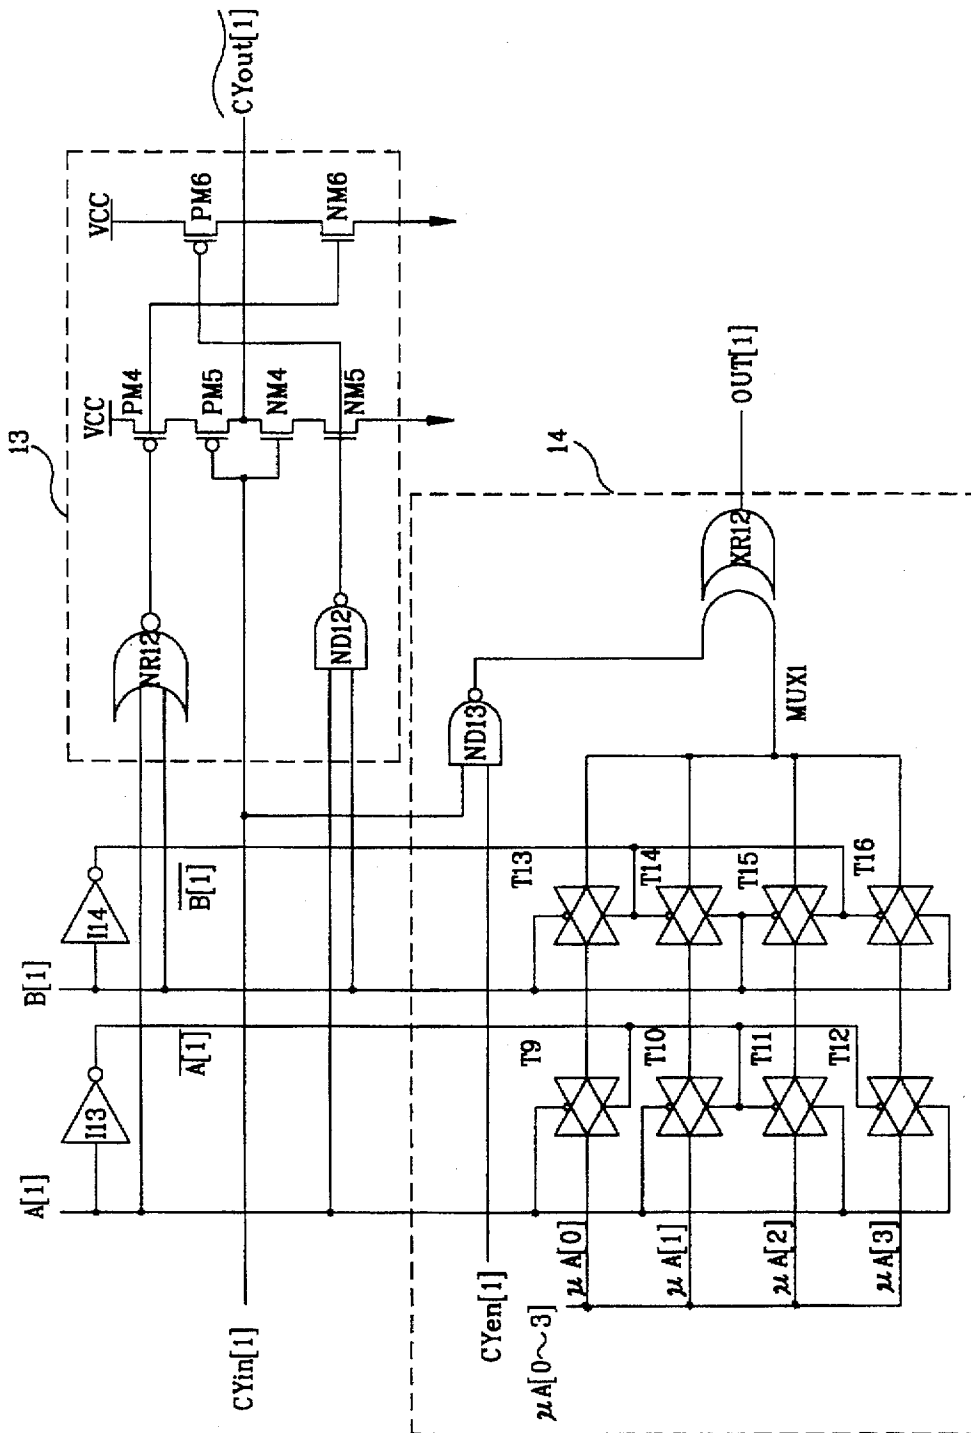 13
VCC
PM4
PM5
NM4
NM5
VCC
PM6
NM6
CYout[1]
NR12
ND12
I14
B[1]
B[1]
I13
A[1]
A[1]
CYin[1]
14
ND13
XR12
OUT[1]
MUX1
CYen[1]
μA[0~3]
T13
T14
T15
T16
T9
T10
T11
T12
μA[0]
μA[1]
μA[2]
μA[3]